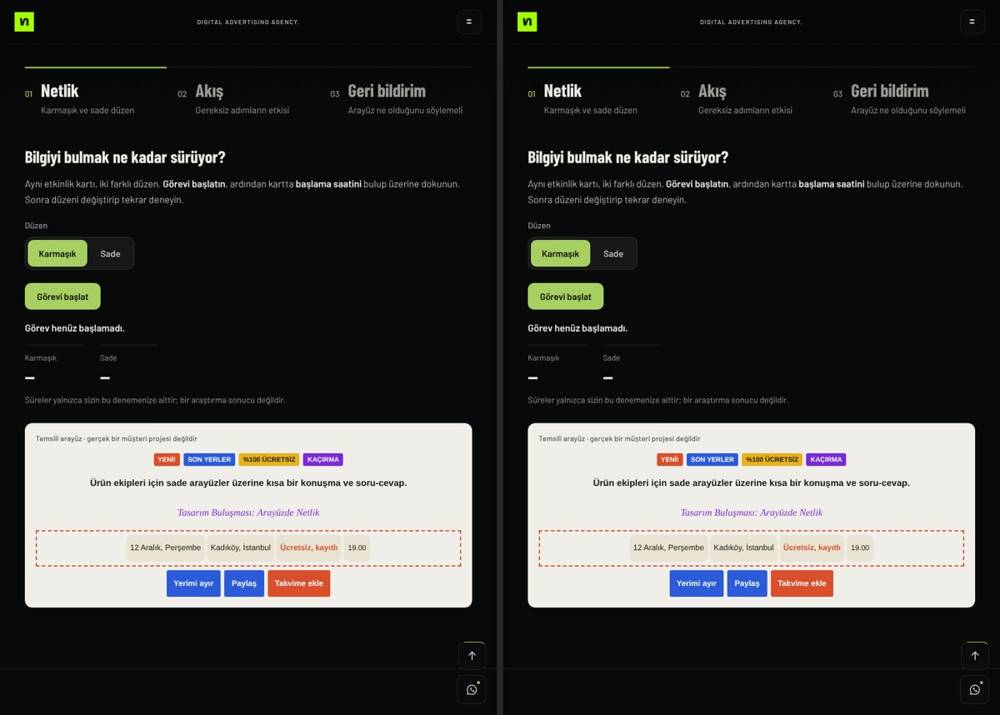 DIGITAL ADVERTISING AGENCY.
01 Netlik
Karmaşık ve sade düzen
02 Akış
Gereksiz adımların etkisi
03 Geri bildirim
Arayüz ne olduğunu söylemeli
Bilgiyi bulmak ne kadar sürüyor?
Aynı etkinlik kartı, iki farklı düzen. Görevi başlatın, ardından kartta başlama saatini bulup üzerine dokunun.
Sonra düzeni değiştirip tekrar deneyin.
Düzen
Karmaşık Sade
Görevi başlat
Görev henüz başlamadı.
Karmaşık Sade
— —
Süreler yalnızca sizin bu denemenize aittir; bir araştırma sonucu değildir.
Temsili arayüz · gerçek bir müşteri projesi değildir
YENİ! SON YERLER %100 ÜCRETSİZ KAÇIRMA
Ürün ekipleri için sade arayüzler üzerine kısa bir konuşma ve soru-cevap.
Tasarım Buluşması: Arayüzde Netlik
12 Aralık, Perşembe Kadıköy, İstanbul Ücretsiz, kayıtlı 19.00
Yerimi ayır Paylaş Takvime ekle
DIGITAL ADVERTISING AGENCY.
01 Netlik
Karmaşık ve sade düzen
02 Akış
Gereksiz adımların etkisi
03 Geri bildirim
Arayüz ne olduğunu söylemeli
Bilgiyi bulmak ne kadar sürüyor?
Aynı etkinlik kartı, iki farklı düzen. Görevi başlatın, ardından kartta başlama saatini bulup üzerine dokunun.
Sonra düzeni değiştirip tekrar deneyin.
Düzen
Karmaşık Sade
Görevi başlat
Görev henüz başlamadı.
Karmaşık Sade
— —
Süreler yalnızca sizin bu denemenize aittir; bir araştırma sonucu değildir.
Temsili arayüz · gerçek bir müşteri projesi değildir
YENİ! SON YERLER %100 ÜCRETSİZ KAÇIRMA
Ürün ekipleri için sade arayüzler üzerine kısa bir konuşma ve soru-cevap.
Tasarım Buluşması: Arayüzde Netlik
12 Aralık, Perşembe Kadıköy, İstanbul Ücretsiz, kayıtlı 19.00
Yerimi ayır Paylaş Takvime ekle